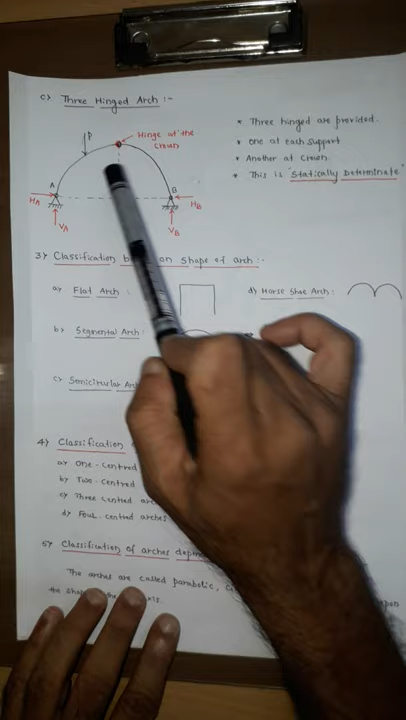 c) Three Hinged Arch :-
P
Hinge at the
Crown
A
B
HA
HB
VA
VB
* Three hinged are provided.
* one at each support
* Another at Crown.
* This is "Statically Determinate"
3) Classification on shape of arch :-
a) Flat Arch :
d) Horse Shoe Arch :
b) Segmental Arch :
c) Semicircular Arch
4) Classification
a) One - centred
b) Two - centred
c) Three centred
d) Four - centred arches
5) Classification of arches
The arches are called parabolic,
the